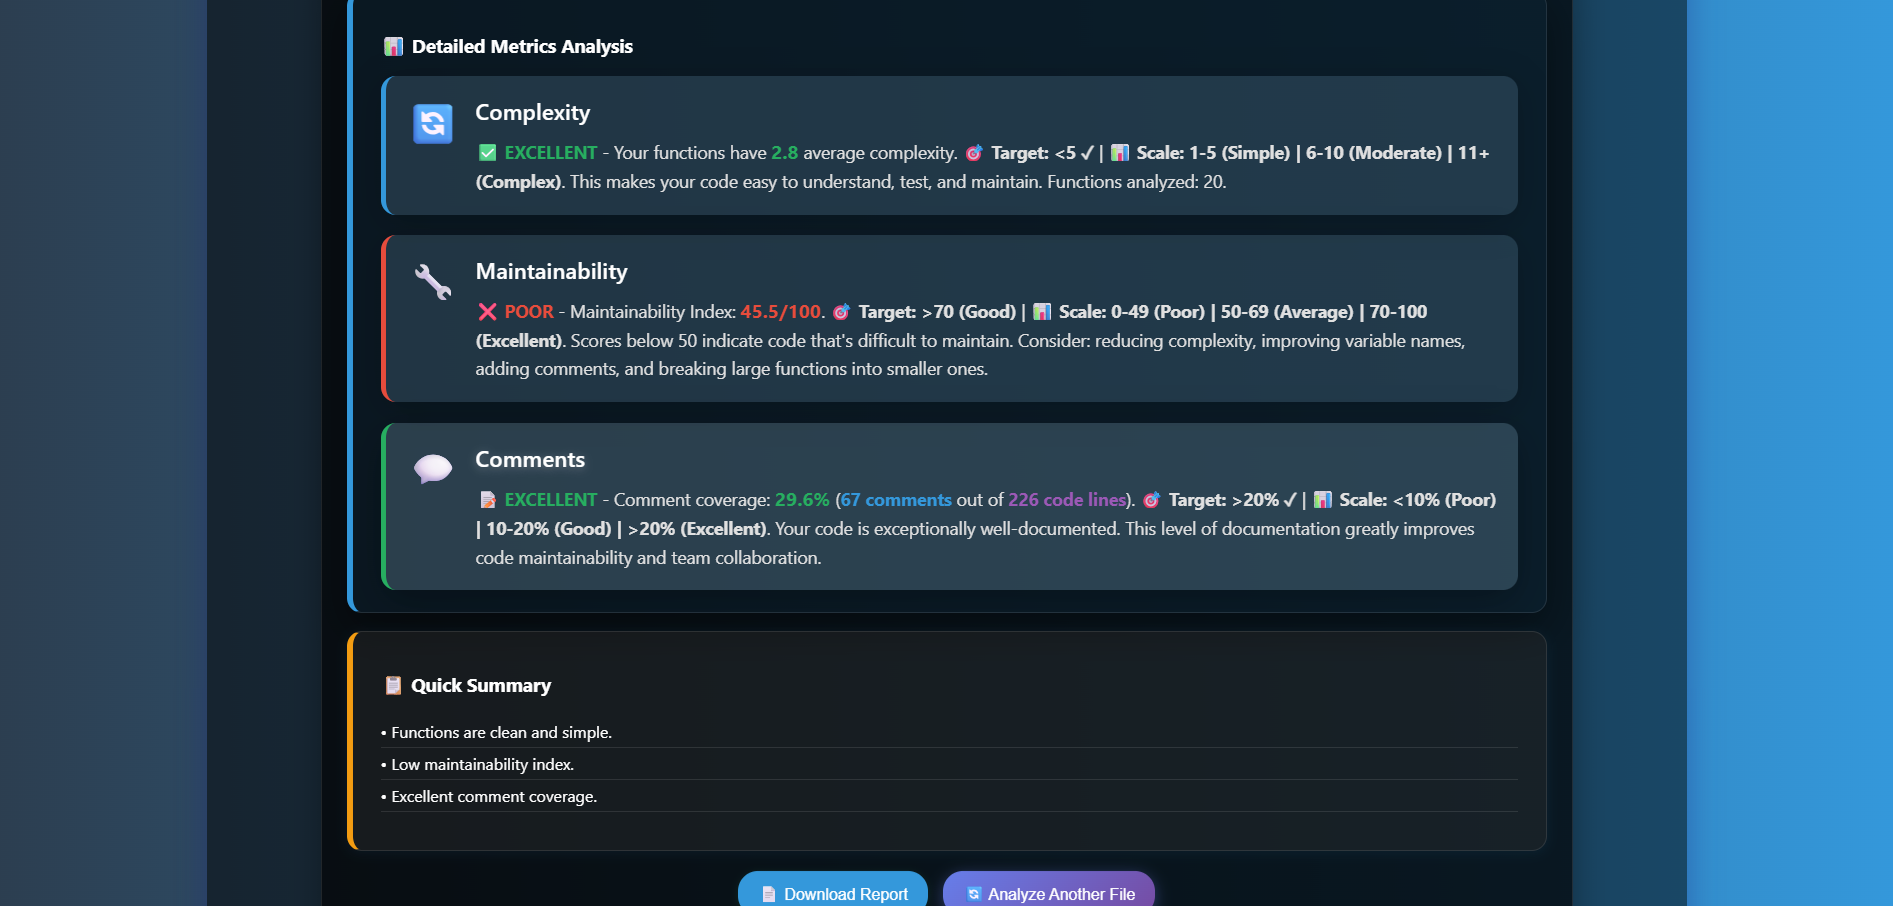 📊 Detailed Metrics Analysis
Complexity
✅ EXCELLENT - Your functions have 2.8 average complexity. 🎯 Target: <5 ✓ | 📊 Scale: 1-5 (Simple) | 6-10 (Moderate) | 11+
(Complex). This makes your code easy to understand, test, and maintain. Functions analyzed: 20.
Maintainability
❌ POOR - Maintainability Index: 45.5/100. 🎯 Target: >70 (Good) | 📊 Scale: 0-49 (Poor) | 50-69 (Average) | 70-100
(Excellent). Scores below 50 indicate code that's difficult to maintain. Consider: reducing complexity, improving variable names,
adding comments, and breaking large functions into smaller ones.
Comments
📝 EXCELLENT - Comment coverage: 29.6% (67 comments out of 226 code lines). 🎯 Target: >20% ✓ | 📊 Scale: <10% (Poor)
| 10-20% (Good) | >20% (Excellent). Your code is exceptionally well-documented. This level of documentation greatly improves
code maintainability and team collaboration.
📋 Quick Summary
• Functions are clean and simple.
• Low maintainability index.
• Excellent comment coverage.
📄 Download Report
🔄 Analyze Another File